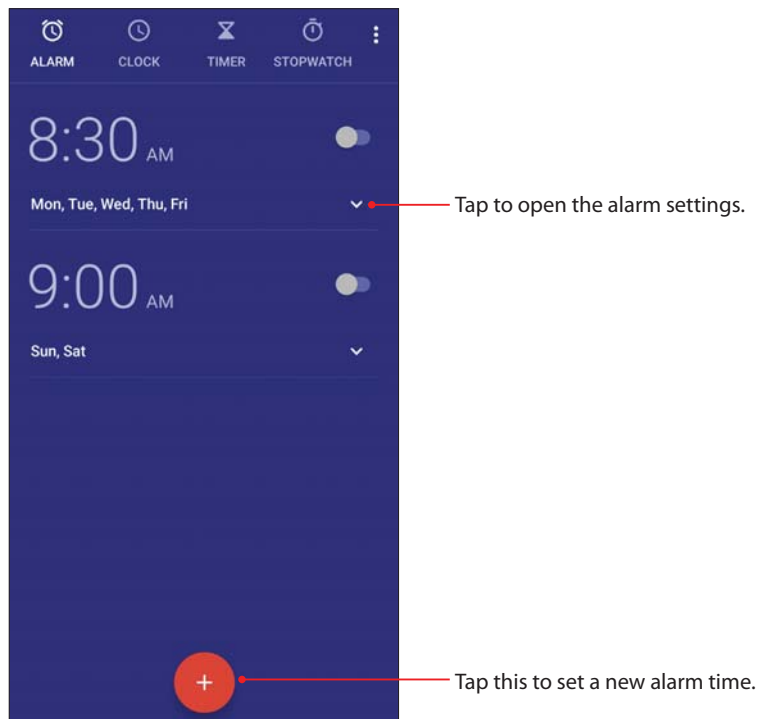 ALARM CLOCK TIMER STOPWATCH
8:30 AM
Mon, Tue, Wed, Thu, Fri
Tap to open the alarm settings.
9:00 AM
Sun, Sat
+
Tap this to set a new alarm time.